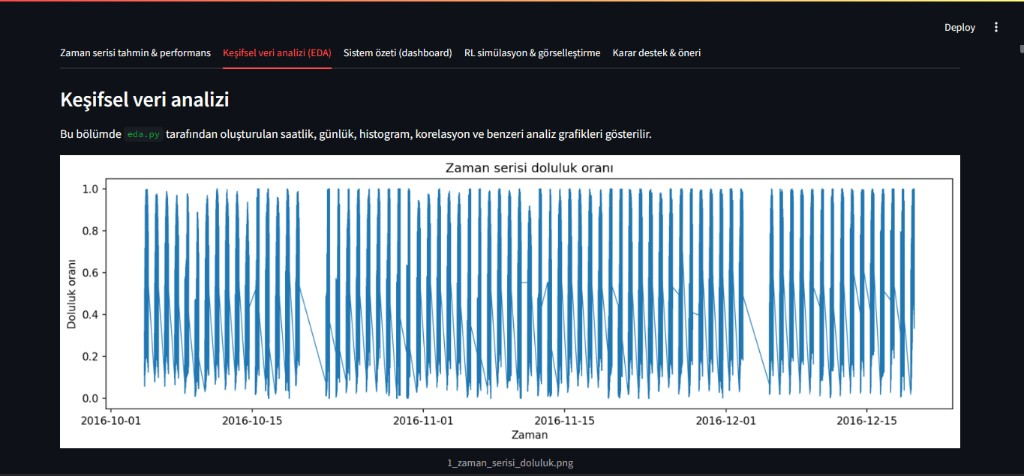 Deploy
Zaman serisi tahmin & performans Keşifsel veri analizi (EDA) Sistem özeti (dashboard) RL simülasyon & görselleştirme Karar destek & öneri
Keşifsel veri analizi
Bu bölümde eda.py tarafından oluşturulan saatlik, günlük, histogram, korelasyon ve benzeri analiz grafikleri gösterilir.
Zaman serisi doluluk oranı
1.0
0.8
0.6
0.4
0.2
0.0
Doluluk oranı
2016-10-01 2016-10-15 2016-11-01 2016-11-15 2016-12-01 2016-12-15
Zaman
1_zaman_serisi_doluluk.png